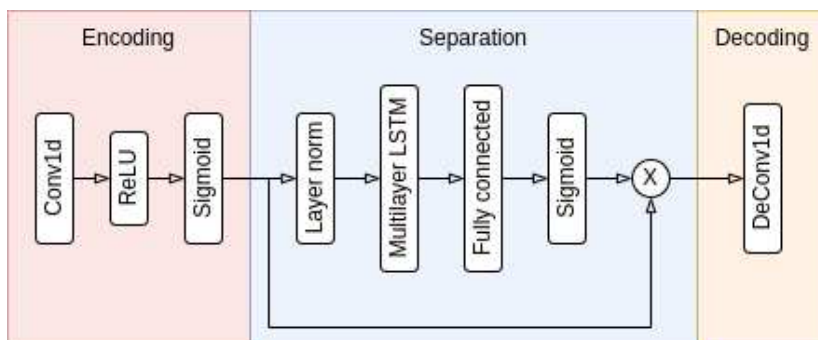 Encoding
Separation
Decoding
Conv1d
ReLU
Sigmoid
Layer norm
Multilayer LSTM
Fully connected
Sigmoid
X
DeConv1d